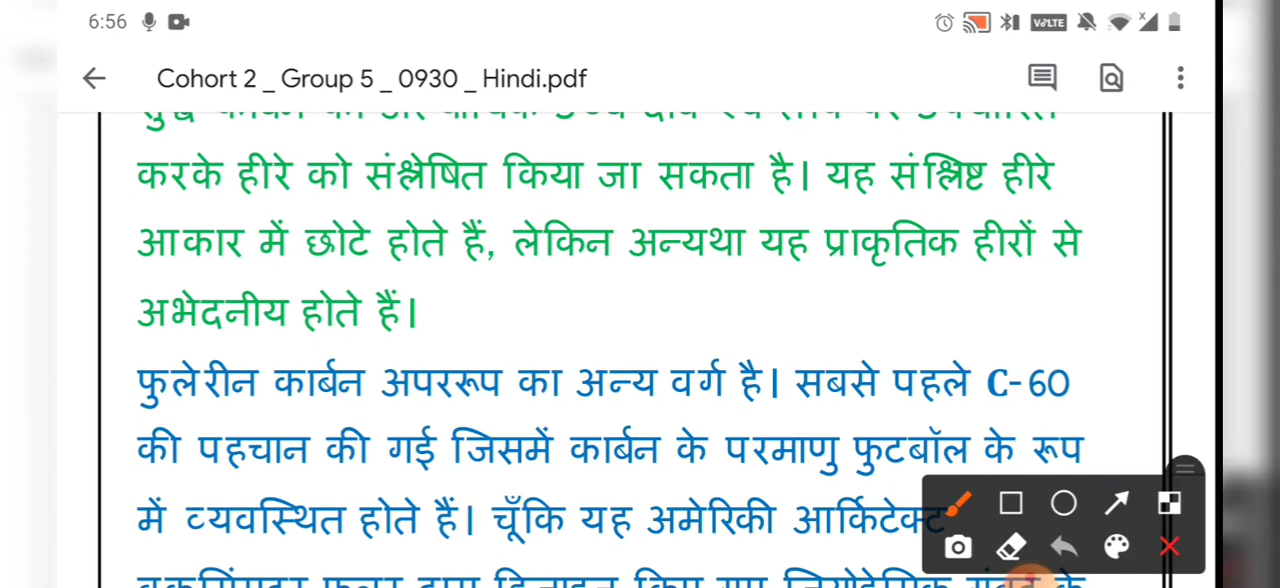 6:56
VoLTE
Cohort 2 _ Group 5 _ 0930 _ Hindi.pdf
करके हीरे को संश्लेषित किया जा सकता है। यह संश्लिष्ट हीरे
आकार में छोटे होते हैं, लेकिन अन्यथा यह प्राकृतिक हीरों से
अभेदनीय होते हैं।
फुलेरीन कार्बन अपररूप का अन्य वर्ग है। सबसे पहले C-60
की पहचान की गई जिसमें कार्बन के परमाणु फुटबॉल के रूप
में व्यवस्थित होते हैं। चूँकि यह अमेरिकी आर्किटेक्ट